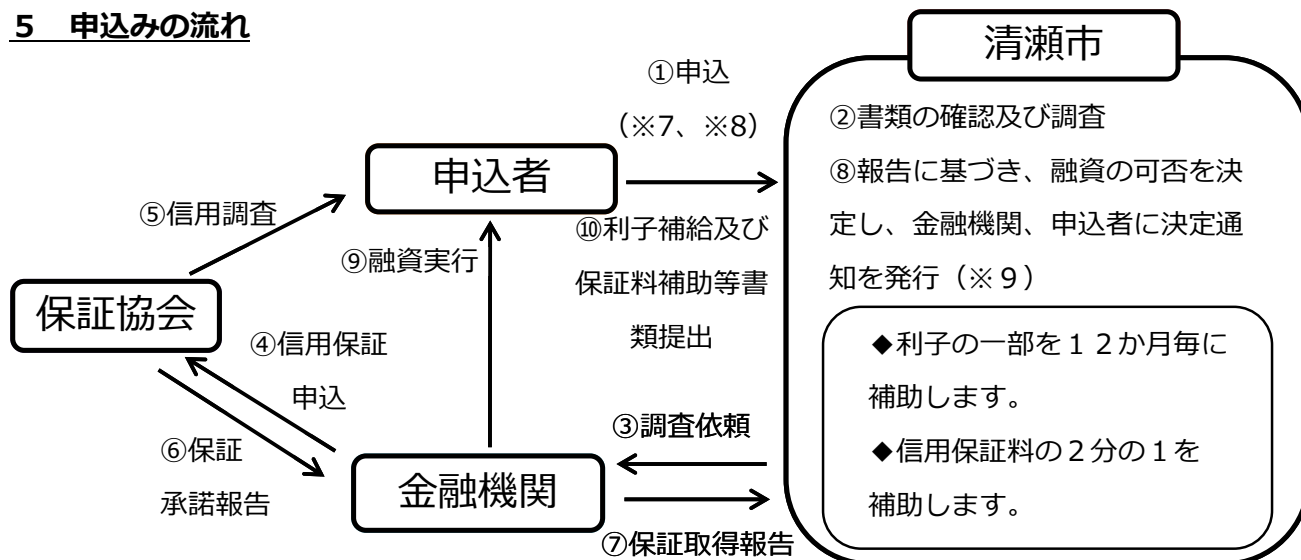 5 申込みの流れ
清瀬市
①申込
（※7、※8）
申込者
②書類の確認及び調査
⑧報告に基づき、融資の可否を決
定し、金融機関、申込者に決定通
知を発行（※９）
⑤信用調査
⑨融資実行
⑩利子補給及び
保証料補助等書
類提出
保証協会
④信用保証
申込
◆利子の一部を１２か月毎に
補助します。
◆信用保証料の２分の１を
補助します。
③調査依頼
⑥保証
承諾報告
金融機関
⑦保証取得報告